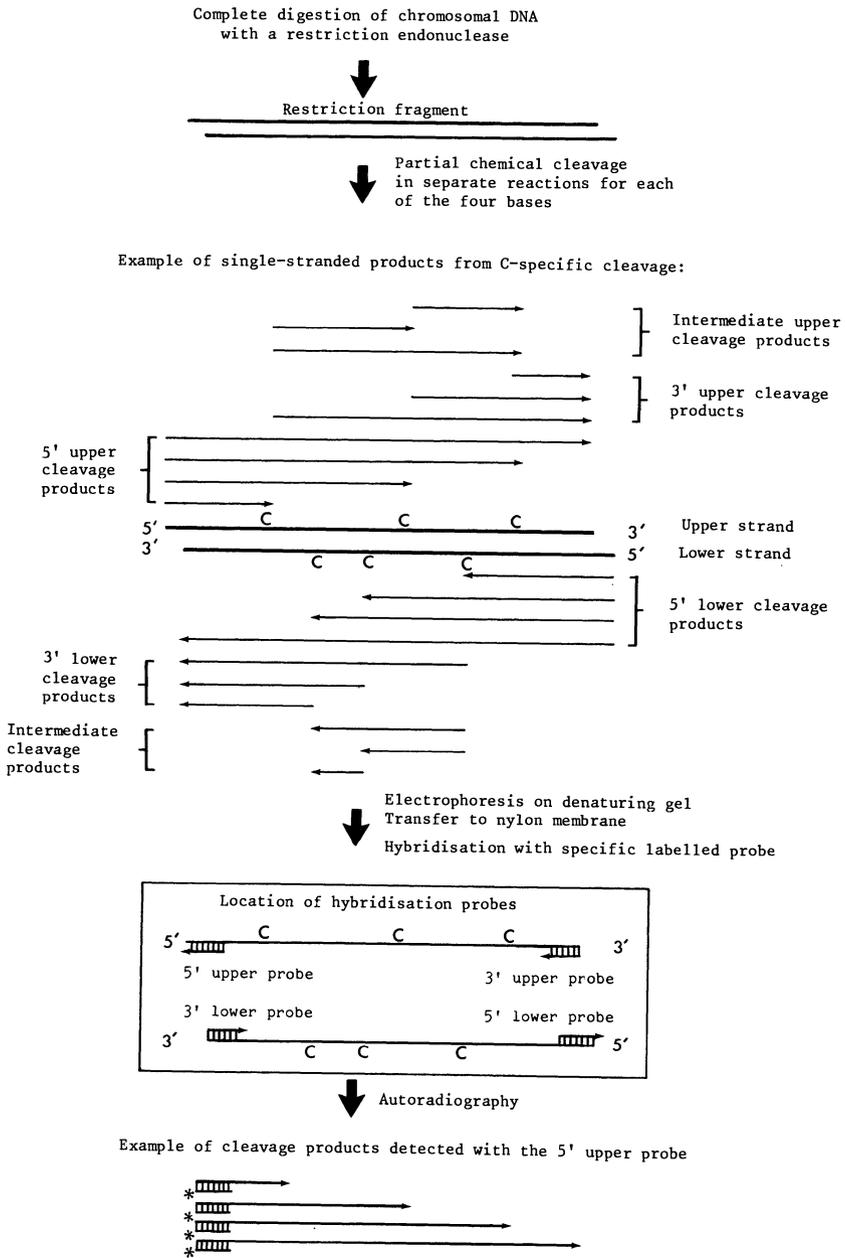 Complete digestion of chromosomal DNA
with a restriction endonuclease
Restriction fragment
Partial chemical cleavage
in separate reactions for each
of the four bases
Example of single-stranded products from C-specific cleavage:
Intermediate upper
cleavage products
3' upper cleavage
products
5' upper
cleavage
products
C C C
5' 3' Upper strand
3' 5' Lower strand
C C C
5' lower cleavage
products
3' lower
cleavage
products
Intermediate
cleavage
products
Electrophoresis on denaturing gel
Transfer to nylon membrane
Hybridisation with specific labelled probe
Location of hybridisation probes
C C C
5' 3'
5' upper probe 3' upper probe
3' lower probe 5' lower probe
3' 5'
C C C
Autoradiography
Example of cleavage products detected with the 5' upper probe
*
*
*
*